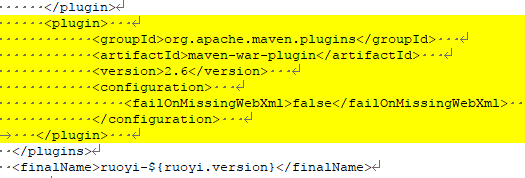 </plugin>
<plugin>
<groupId>org.apache.maven.plugins</groupId>
<artifactId>maven-war-plugin</artifactId>
<version>2.6</version>
<configuration>
<failOnMissingWebXml>false</failOnMissingWebXml>
</configuration>
</plugin>
</plugins>
<finalName>ruoyi-${ruoyi.version}</finalName>